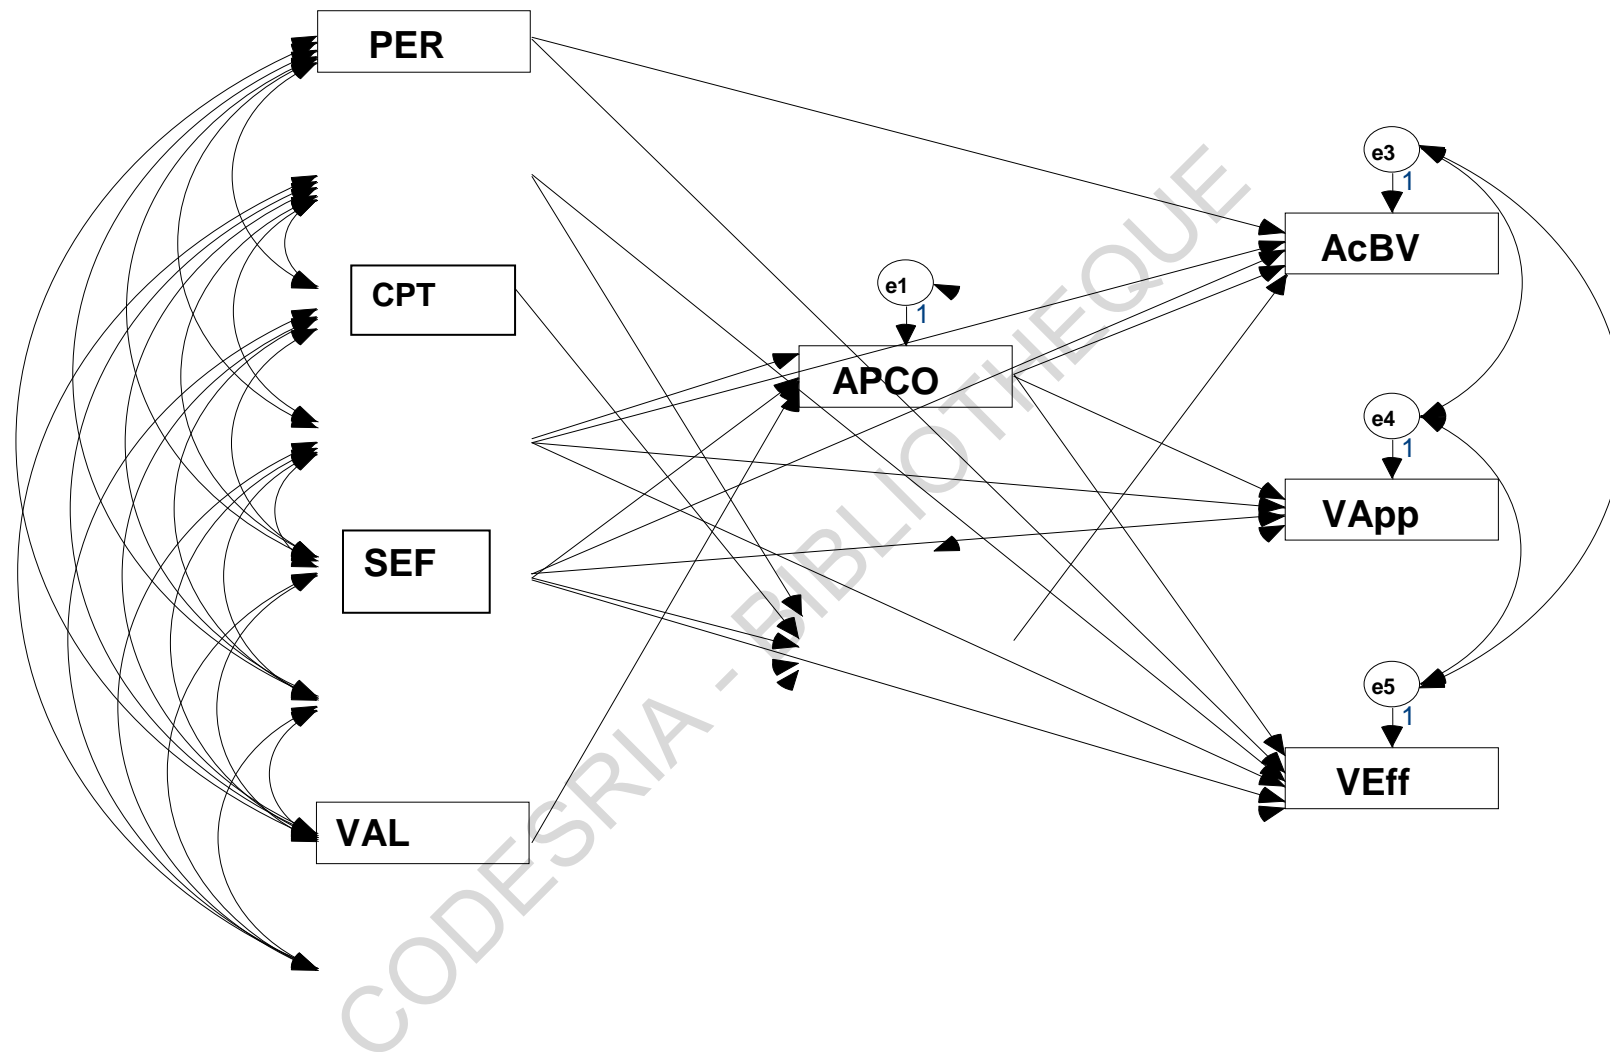 PER
e3
1
AcBV
CPT
e1
1
APCO
e4
1
VApp
SEF
e5
1
VEff
VAL
CODESRIA - BIBLIOTHEQUE